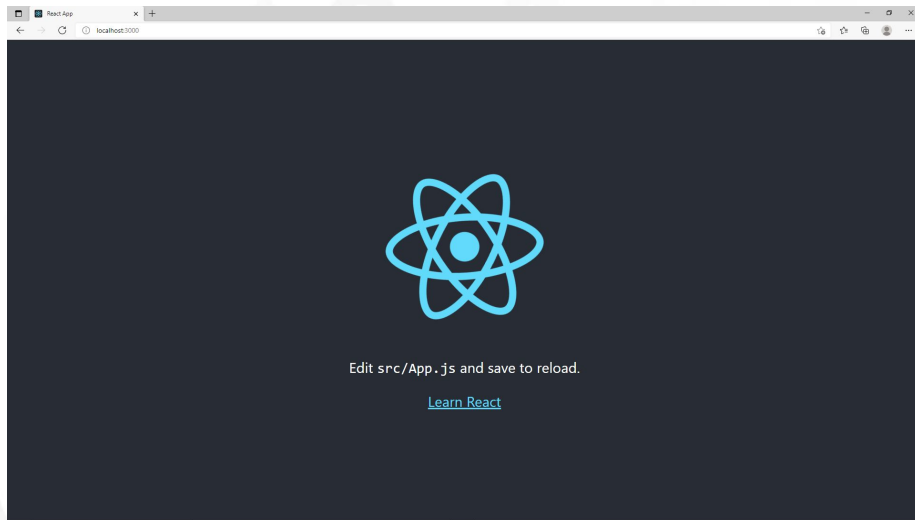 React App
localhost:3000
Edit src/App.js and save to reload.
Learn React